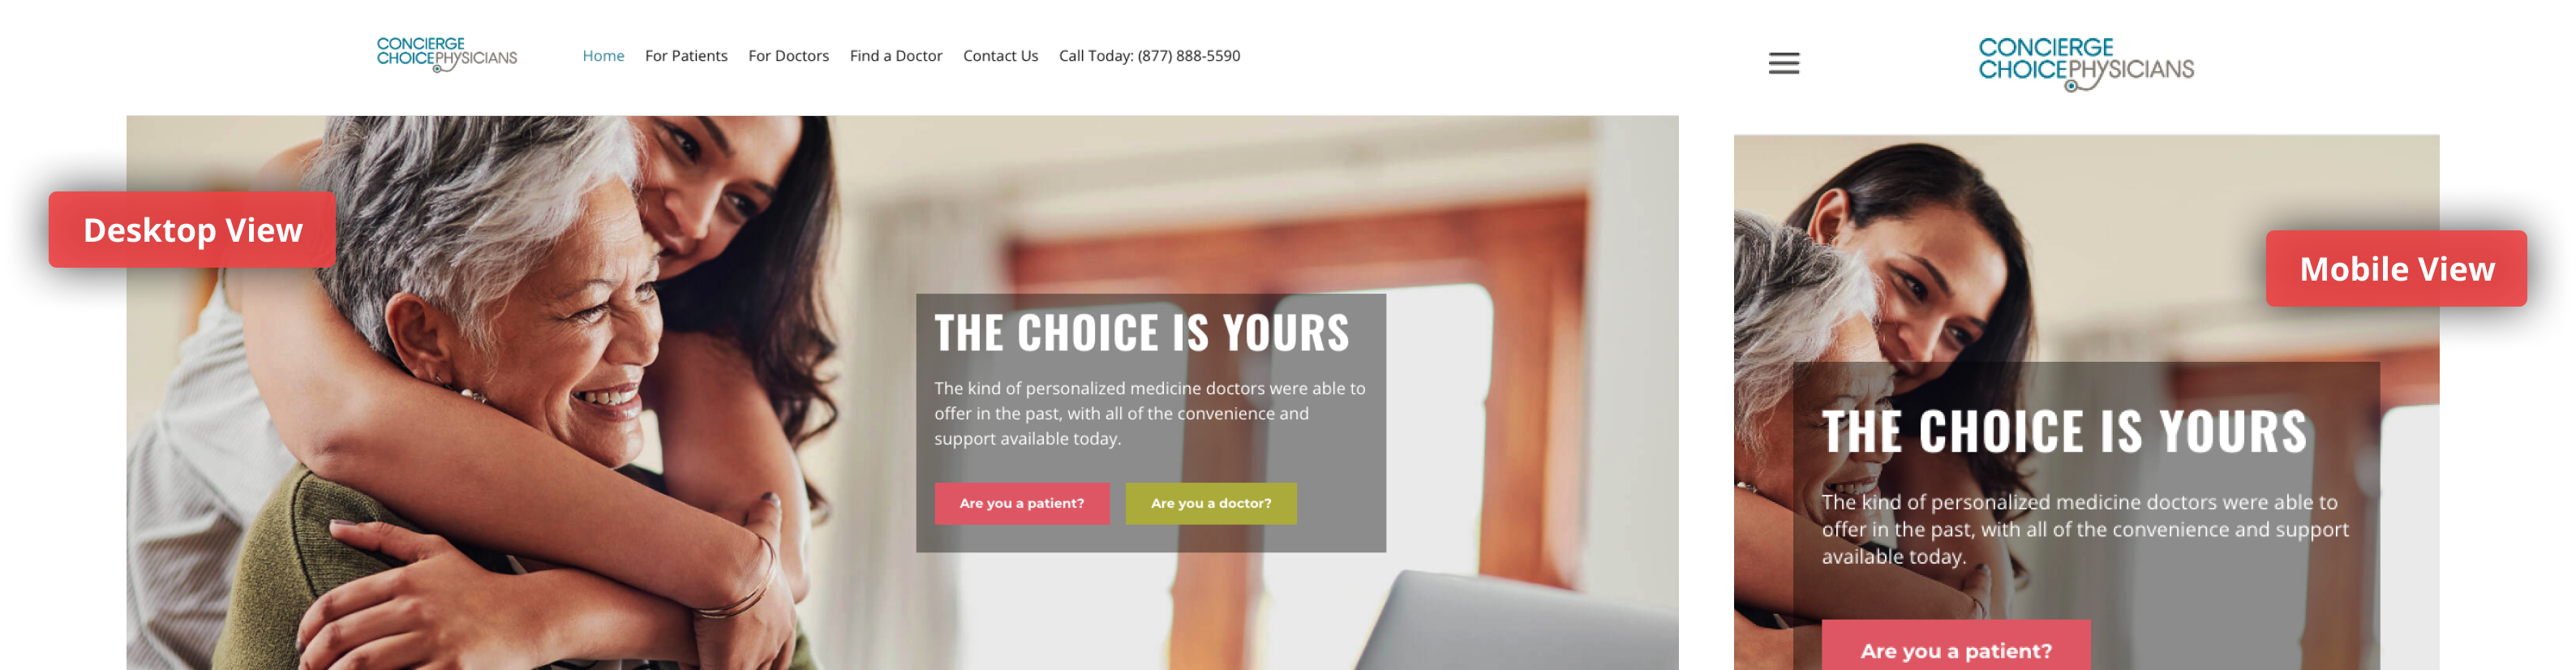 CONCIERGE
CHOICEPHYSICIANS
Home For Patients For Doctors Find a Doctor Contact Us Call Today: (877) 888-5590
Desktop View
THE CHOICE IS YOURS
The kind of personalized medicine doctors were able to
offer in the past, with all of the convenience and
support available today.
Are you a patient? Are you a doctor?
CONCIERGE
CHOICEPHYSICIANS
Mobile View
THE CHOICE IS YOURS
The kind of personalized medicine doctors were able to
offer in the past, with all of the convenience and support
available today.
Are you a patient?